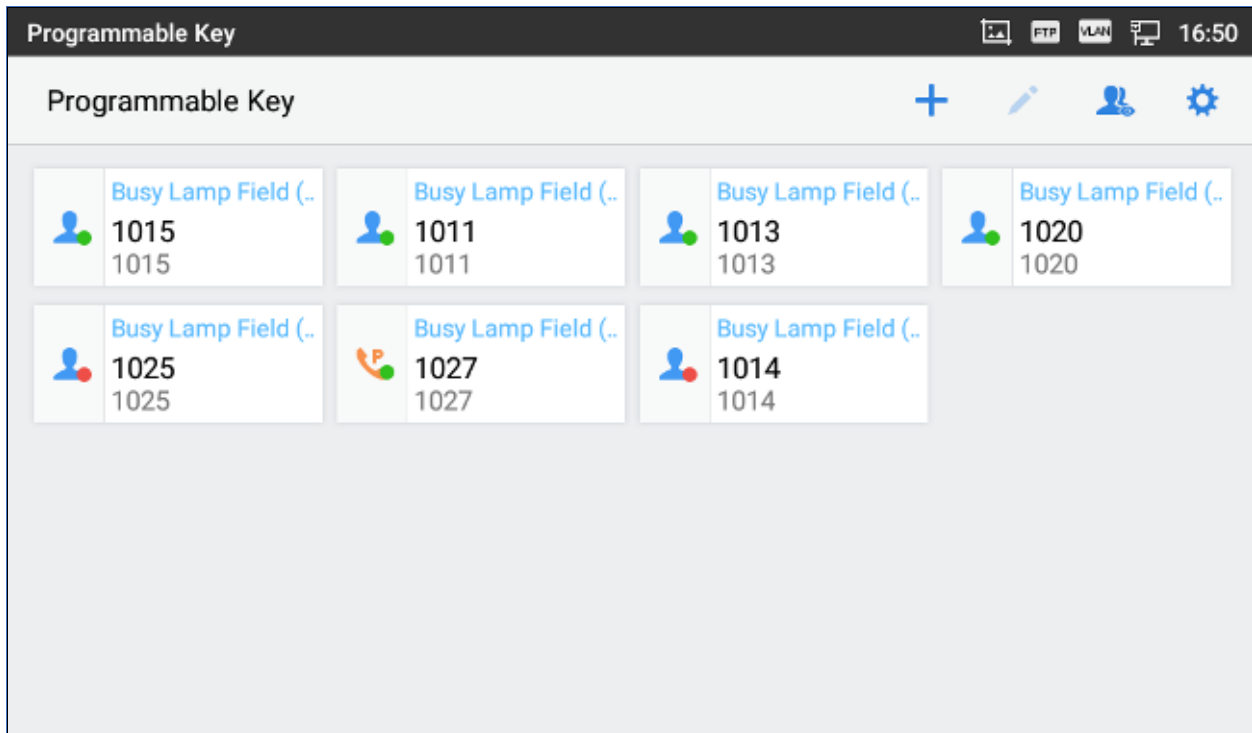 Programmable Key
FTP VLAN 16:50
Programmable Key
Busy Lamp Field (..
1015
1015
Busy Lamp Field (..
1011
1011
Busy Lamp Field (..
1013
1013
Busy Lamp Field (..
1020
1020
Busy Lamp Field (..
1025
1025
P
Busy Lamp Field (..
1027
1027
Busy Lamp Field (..
1014
1014